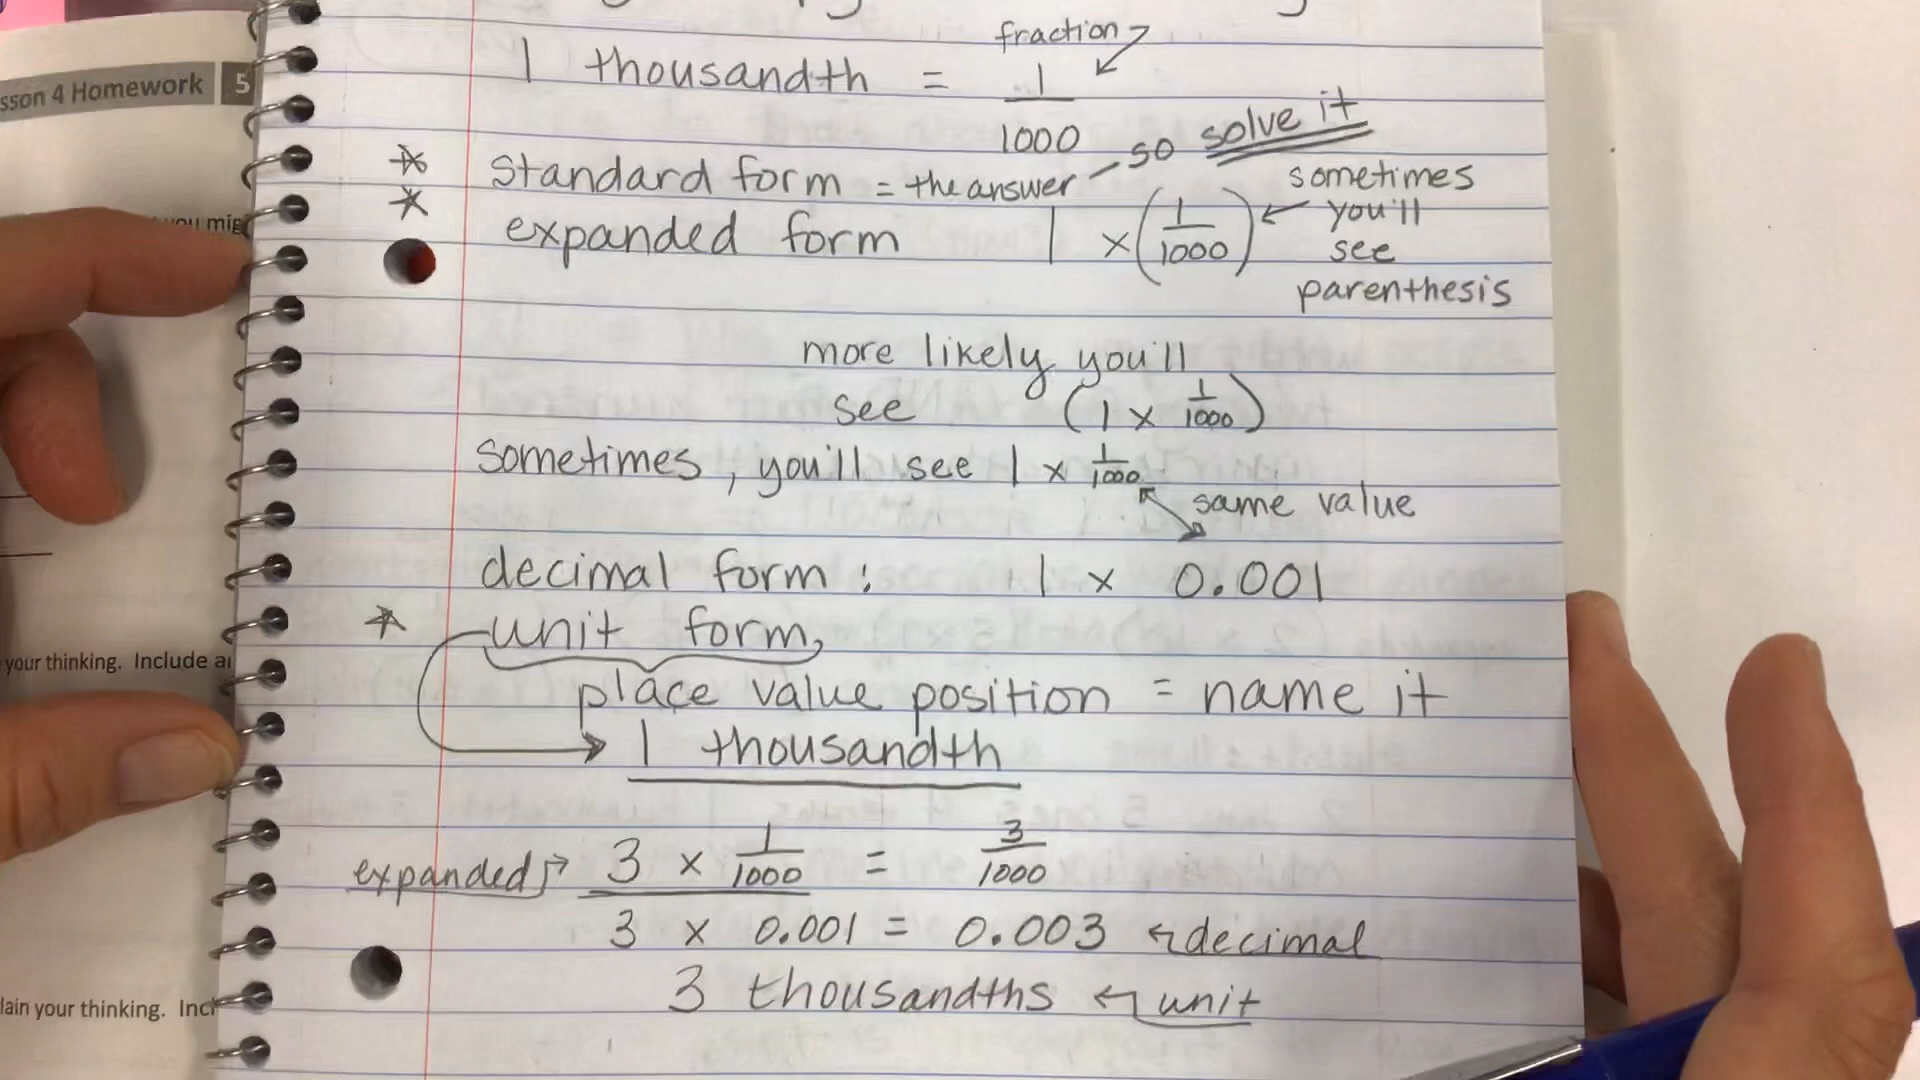 fraction
1 thousandth = 1/1000
so solve it
standard form = the answer
expanded form 1 × (1/1000)
sometimes
you'll
see
parenthesis
more likely you'll
see (1 × 1/1000)
sometimes, you'll see 1 × 1/1000
same value
decimal form: 1 × 0.001
unit form,
place value position = name it
1 thousandth
expanded 3 × 1/1000 = 3/1000
3 × 0.001 = 0.003 decimal
3 thousandths unit
sson 4 Homework 5
you mig
your thinking. Include a
lain your thinking. Incl